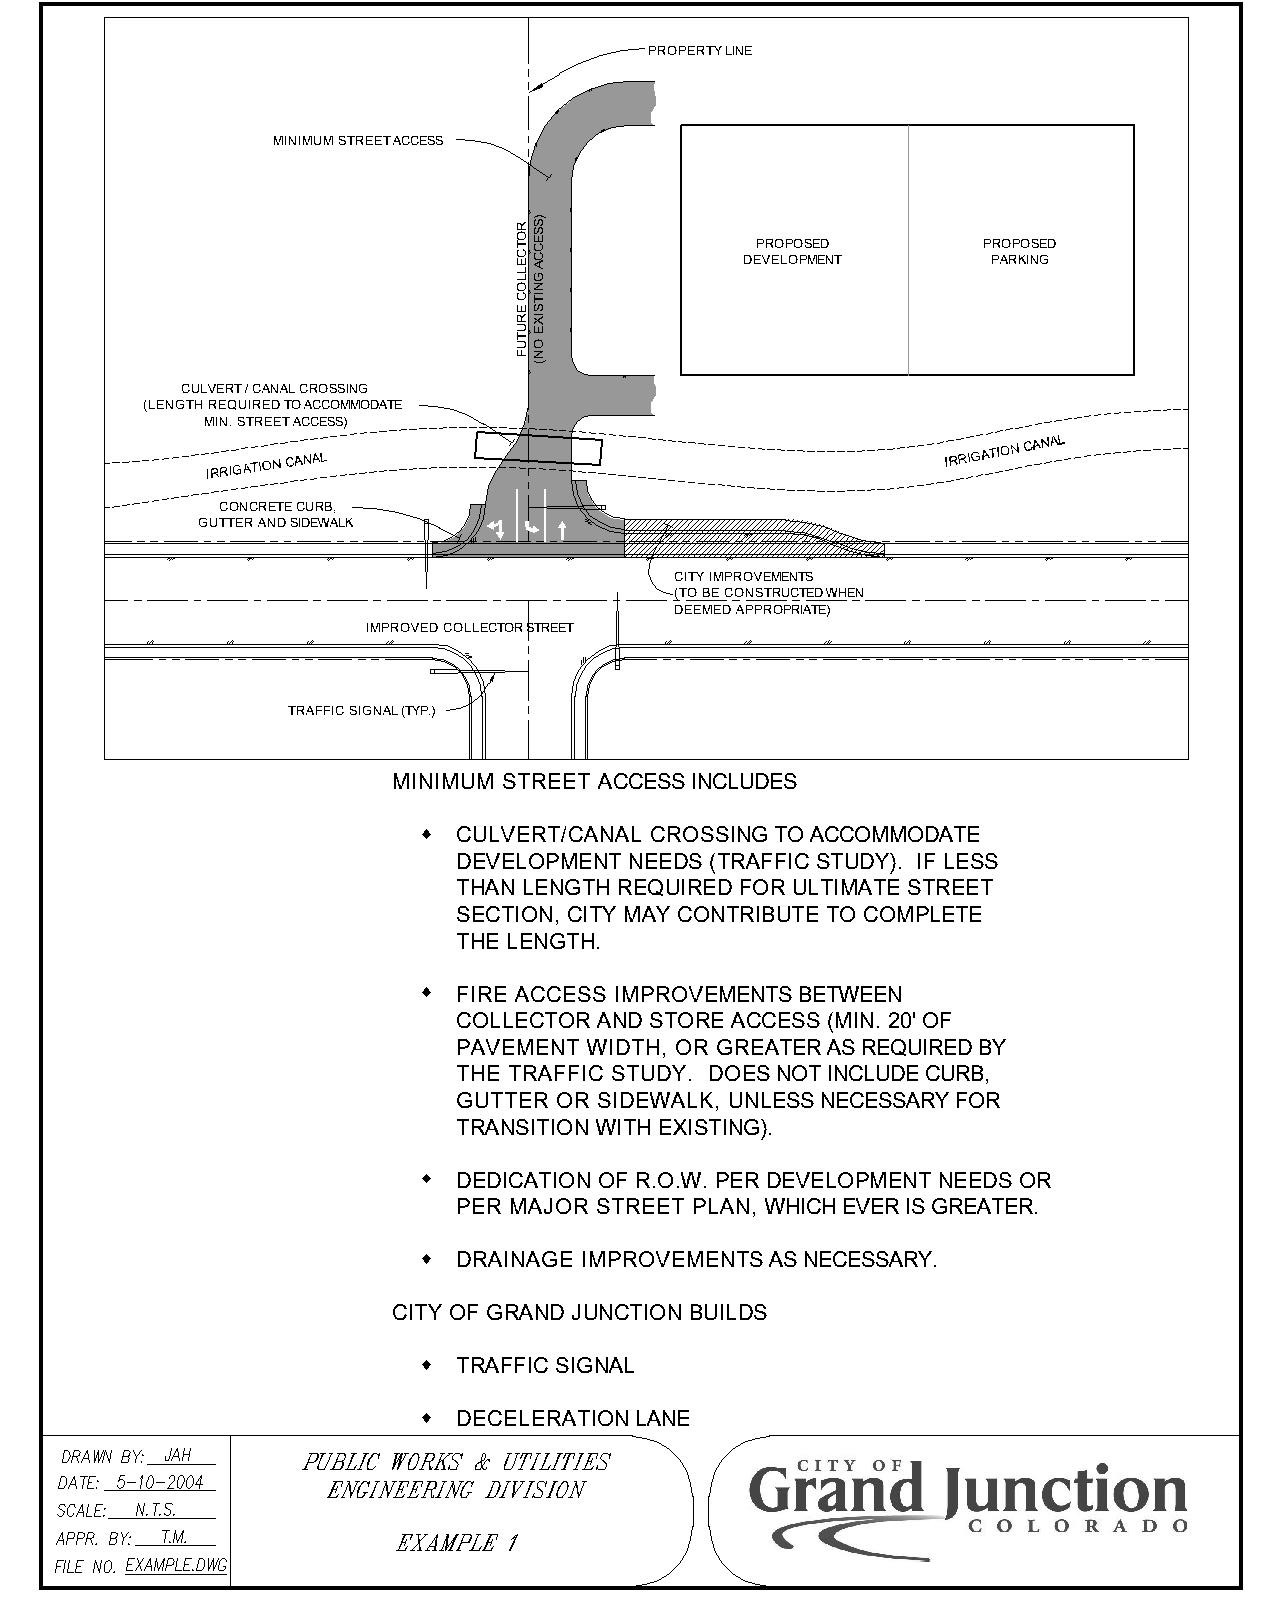 PROPERTY LINE
MINIMUM STREET ACCESS
FUTURE COLLECTOR
(NO EXISTING ACCESS)
PROPOSED
DEVELOPMENT
PROPOSED
PARKING
CULVERT / CANAL CROSSING
(LENGTH REQUIRED TO ACCOMMODATE
MIN. STREET ACCESS)
IRRIGATION CANAL
IRRIGATION CANAL
CONCRETE CURB,
GUTTER AND SIDEWALK
CITY IMPROVEMENTS
(TO BE CONSTRUCTED WHEN
DEEMED APPROPRIATE)
IMPROVED COLLECTOR STREET
TRAFFIC SIGNAL (TYP.)
MINIMUM STREET ACCESS INCLUDES
♦ CULVERT/CANAL CROSSING TO ACCOMMODATE
DEVELOPMENT NEEDS (TRAFFIC STUDY). IF LESS
THAN LENGTH REQUIRED FOR ULTIMATE STREET
SECTION, CITY MAY CONTRIBUTE TO COMPLETE
THE LENGTH.
♦ FIRE ACCESS IMPROVEMENTS BETWEEN
COLLECTOR AND STORE ACCESS (MIN. 20' OF
PAVEMENT WIDTH, OR GREATER AS REQUIRED BY
THE TRAFFIC STUDY. DOES NOT INCLUDE CURB,
GUTTER OR SIDEWALK, UNLESS NECESSARY FOR
TRANSITION WITH EXISTING).
♦ DEDICATION OF R.O.W. PER DEVELOPMENT NEEDS OR
PER MAJOR STREET PLAN, WHICH EVER IS GREATER.
♦ DRAINAGE IMPROVEMENTS AS NECESSARY.
CITY OF GRAND JUNCTION BUILDS
♦ TRAFFIC SIGNAL
♦ DECELERATION LANE
DRAWN BY: JAH
DATE: 5-10-2004
SCALE: N.T.S.
APPR. BY: T.M.
FILE NO. EXAMPLE.DWG
PUBLIC WORKS & UTILITIES
ENGINEERING DIVISION
EXAMPLE 1
CITY OF
Grand Junction
COLORADO